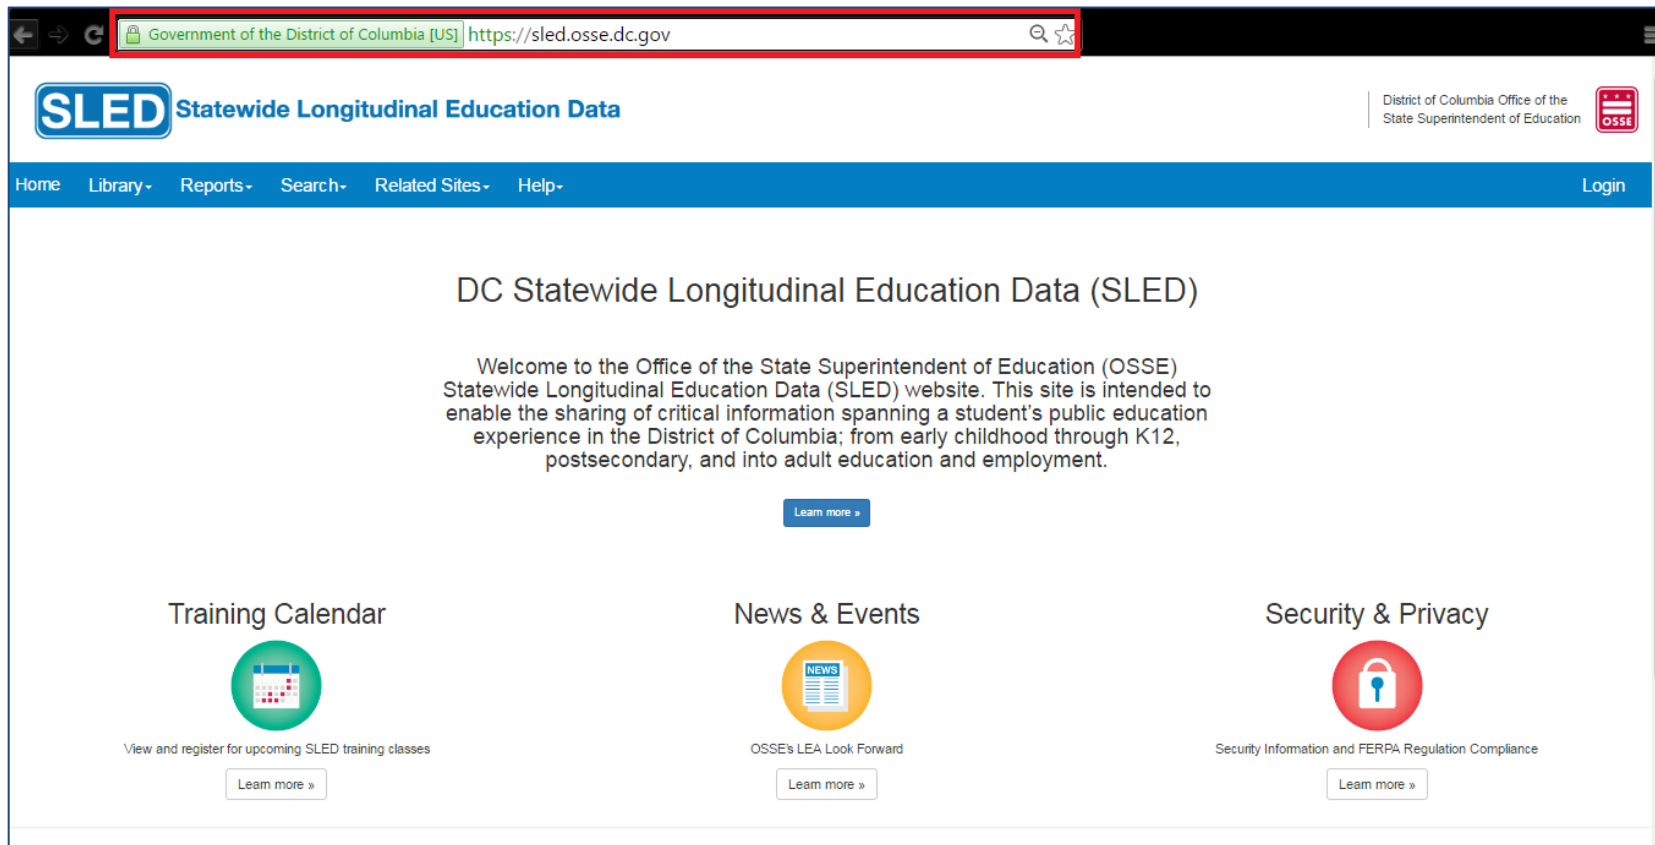 Government of the District of Columbia [US] https://sled.osse.dc.gov
SLED Statewide Longitudinal Education Data
District of Columbia Office of the
State Superintendent of Education
OSSE
Home Library Reports Search Related Sites Help Login
DC Statewide Longitudinal Education Data (SLED)
Welcome to the Office of the State Superintendent of Education (OSSE)
Statewide Longitudinal Education Data (SLED) website. This site is intended to
enable the sharing of critical information spanning a student's public education
experience in the District of Columbia; from early childhood through K12,
postsecondary, and into adult education and employment.
Learn more »
Training Calendar
View and register for upcoming SLED training classes
Learn more »
News & Events
NEWS
OSSE's LEA Look Forward
Learn more »
Security & Privacy
Security Information and FERPA Regulation Compliance
Learn more »